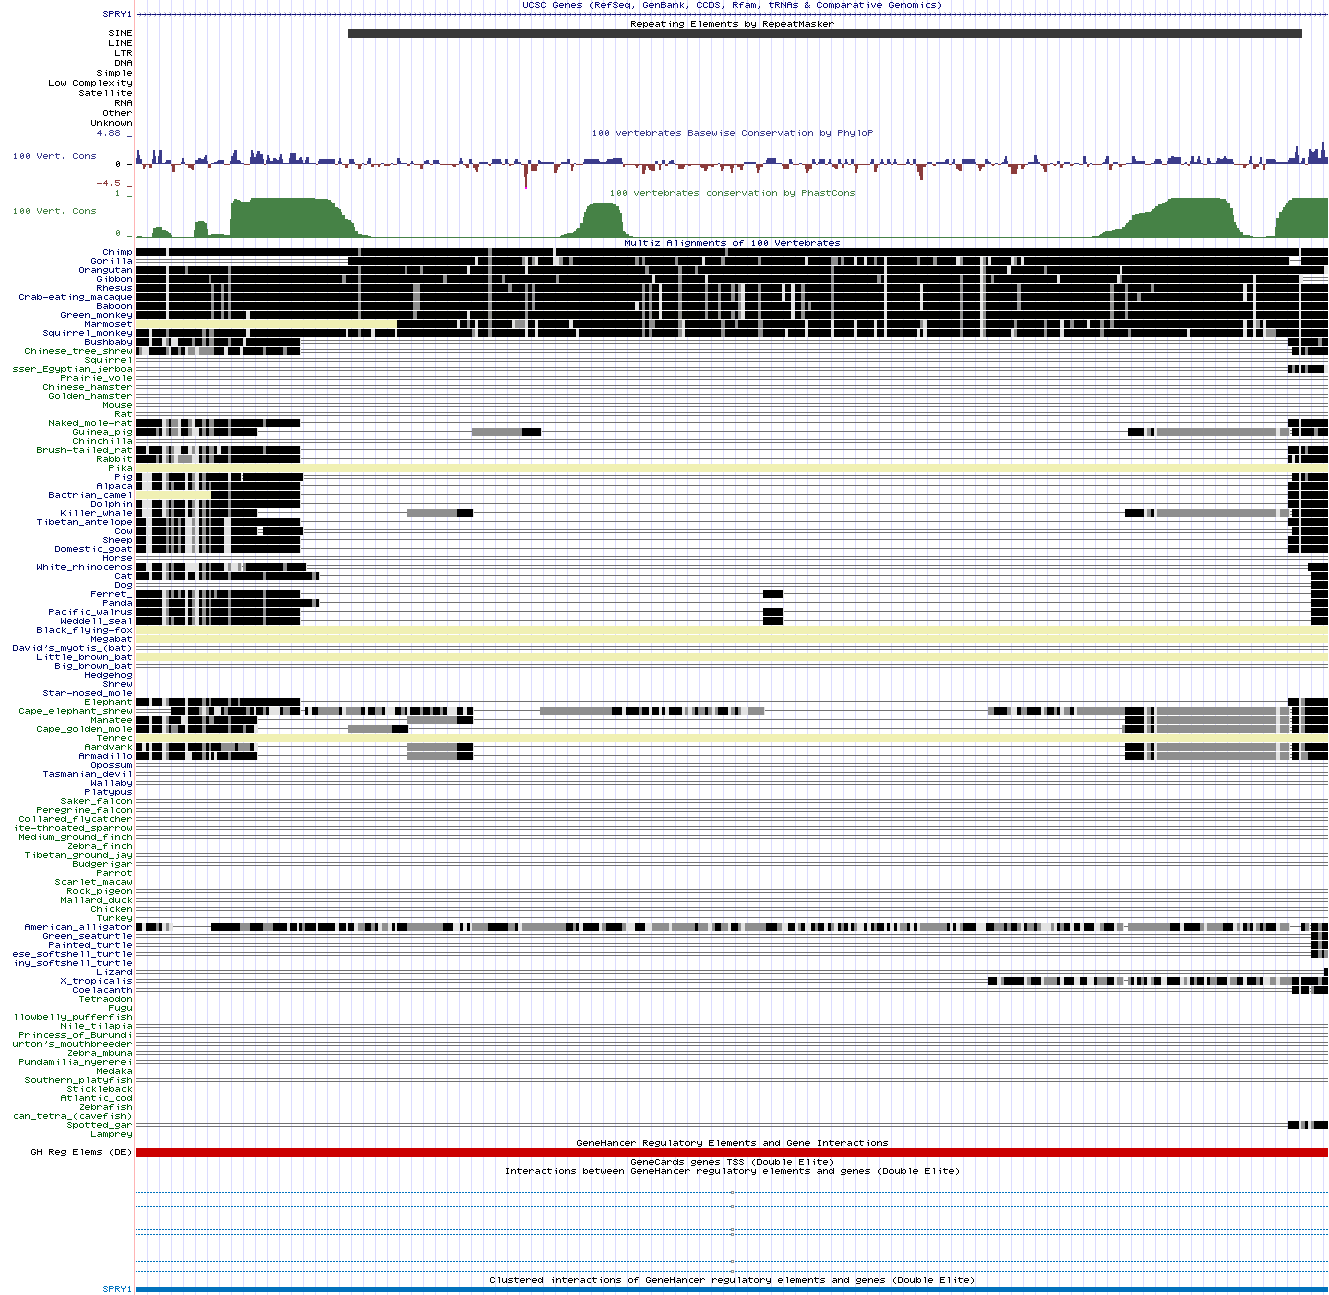 UCSC Genes (RefSeq, GenBank, CCDS, Rfam, tRNAs & Comparative Genomics)
SPRY1
Repeating Elements by RepeatMasker
SINE
LINE
LTR
DNA
Simple
Low Complexity
Satellite
RNA
Other
Unknown
100 vertebrates Basewise Conservation by PhyloP
4.88 _
100 Vert. Cons
0 _
-4.5 _
100 vertebrates conservation by PhastCons
1 _
100 Vert. Cons
0 _
Multiz Alignments of 100 Vertebrates
Chimp
Gorilla
Orangutan
Gibbon
Rhesus
Crab-eating_macaque
Baboon
Green_monkey
Marmoset
Squirrel_monkey
Bushbaby
Chinese_tree_shrew
Squirrel
sser_Egyptian_jerboa
Prairie_vole
Chinese_hamster
Golden_hamster
Mouse
Rat
Naked_mole-rat
Guinea_pig
Chinchilla
Brush-tailed_rat
Rabbit
Pika
Pig
Alpaca
Bactrian_camel
Dolphin
Killer_whale
Tibetan_antelope
Cow
Sheep
Domestic_goat
Horse
White_rhinoceros
Cat
Dog
Ferret_
Panda
Pacific_walrus
Weddell_seal
Black_flying-fox
Megabat
David's_myotis_(bat)
Little_brown_bat
Big_brown_bat
Hedgehog
Shrew
Star-nosed_mole
Elephant
Cape_elephant_shrew
Manatee
Cape_golden_mole
Tenrec
Aardvark
Armadillo
Opossum
Tasmanian_devil
Wallaby
Platypus
Saker_falcon
Peregrine_falcon
Collared_flycatcher
ite-throated_sparrow
Medium_ground_finch
Zebra_finch
Tibetan_ground_jay
Budgerigar
Parrot
Scarlet_macaw
Rock_pigeon
Mallard_duck
Chicken
Turkey
American_alligator
Green_seaturtle
Painted_turtle
ese_softshell_turtle
iny_softshell_turtle
Lizard
X_tropicalis
Coelacanth
Tetraodon
Fugu
llowbelly_pufferfish
Nile_tilapia
Princess_of_Burundi
urton's_mouthbreeder
Zebra_mbuna
Pundamilia_nyererei
Medaka
Southern_platyfish
Stickleback
Atlantic_cod
Zebrafish
can_tetra_(cavefish)
Spotted_gar
Lamprey
GeneHancer Regulatory Elements and Gene Interactions
GH Reg Elems (DE)
GeneCards genes TSS (Double Elite)
Interactions between GeneHancer regulatory elements and genes (Double Elite)
Clustered interactions of GeneHancer regulatory elements and genes (Double Elite)
SPRY1